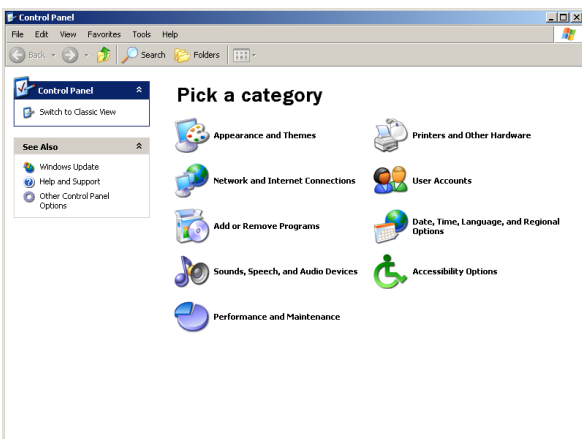 Control Panel
File Edit View Favorites Tools Help
Back Search Folders
Control Panel
Switch to Classic View
See Also
Windows Update
Help and Support
Other Control Panel
Options
Pick a category
Appearance and Themes
Printers and Other Hardware
Network and Internet Connections
User Accounts
Add or Remove Programs
Date, Time, Language, and Regional
Options
Sounds, Speech, and Audio Devices
Accessibility Options
Performance and Maintenance